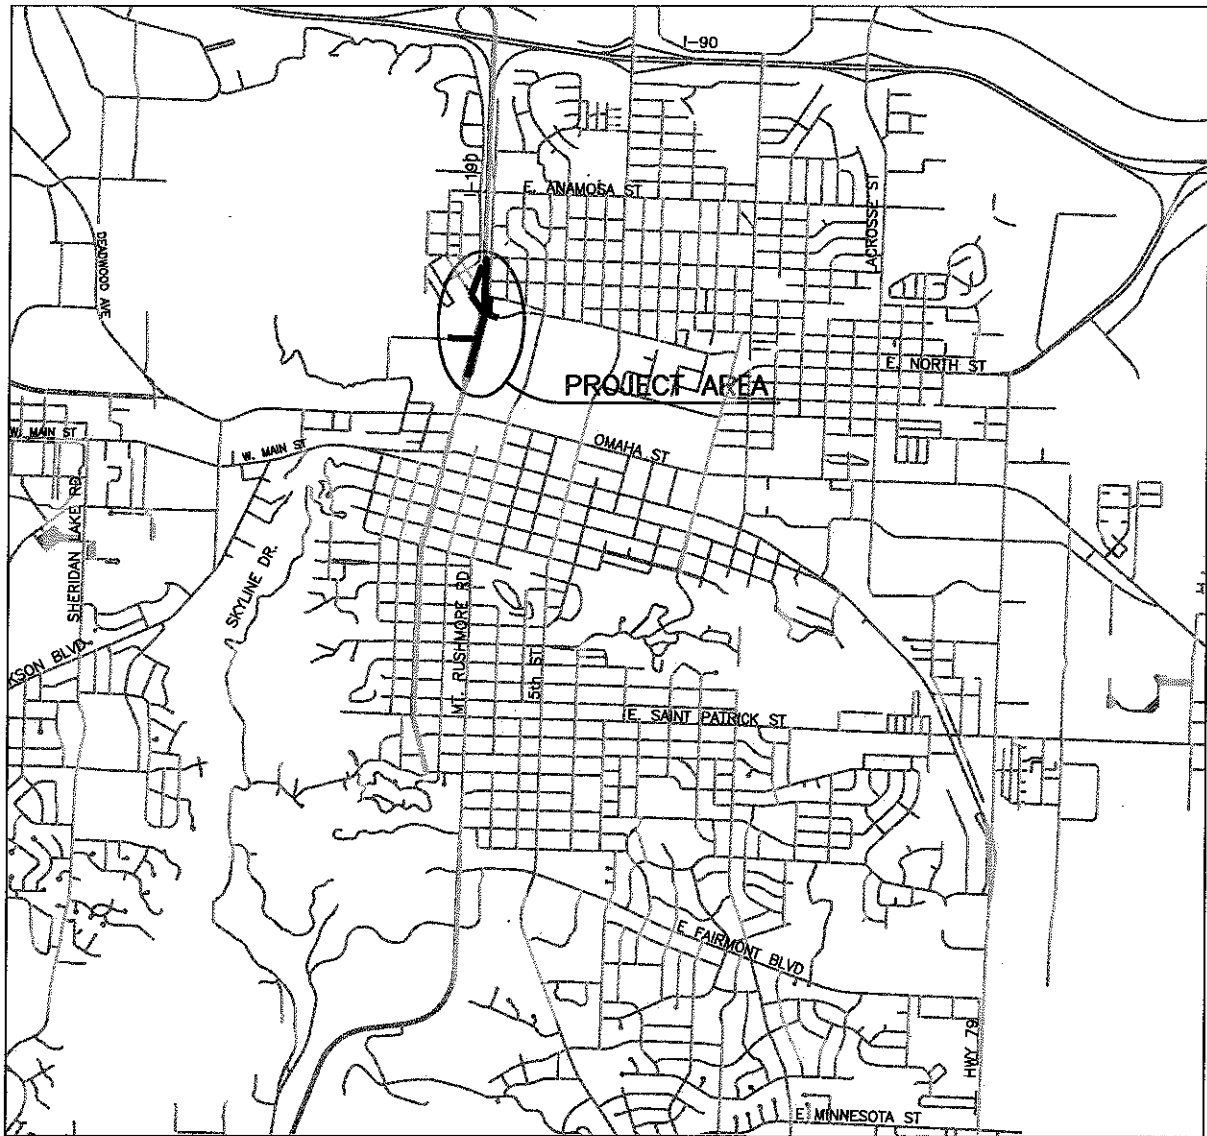 I-90
I-190
E. ANAMOSA ST
LACROSSE ST
DEADWOOD AVE.
E. NORTH ST
PROJECT AREA
W. MAIN ST
W. MAIN ST
OMAHA ST
SHERIDAN LAKE RD
SKYLINE DR.
MT. RUSHMORE RD
5th ST
KSON BLVD.
E. SAINT PATRICK ST
E. FAIRMONT BLVD
HWY 79
E. MINNESOTA ST